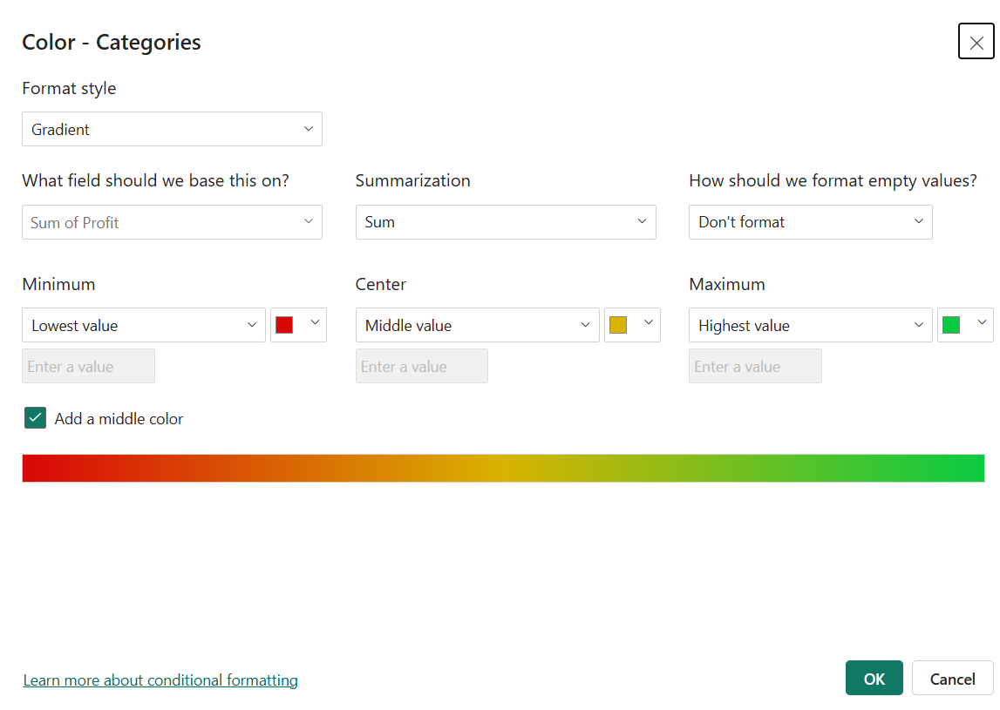 Color - Categories
Format style
Gradient
What field should we base this on?
Summarization
How should we format empty values?
Sum of Profit
Sum
Don't format
Minimum
Center
Maximum
Lowest value
Middle value
Highest value
Enter a value
Enter a value
Enter a value
Add a middle color
Learn more about conditional formatting
OK
Cancel